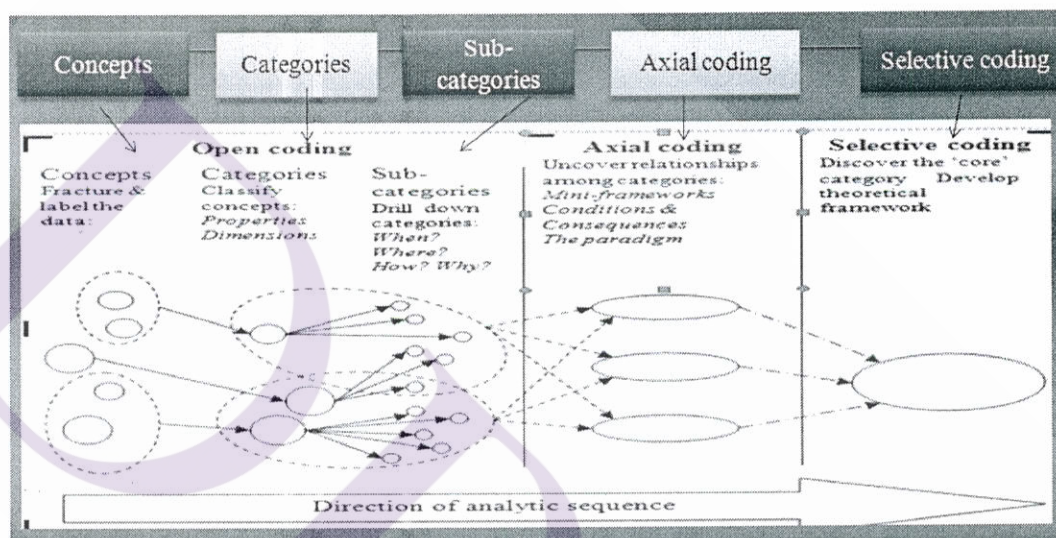 Concepts
Categories
Sub-
categories
Axial coding
Selective coding
Open coding
Concepts
Fracture &
label the
data:
Categories
Classify
concepts:
Properties
Dimensions
Sub-
categories
Drill down
categories:
When?
Where?
How? Why?
Axial coding
Uncover relationships
among categories:
Mini-frameworks
Conditions &
Consequences
The paradigm
Selective coding
Discover the 'core'
category Develop
theoretical
framework
Direction of analytic sequence